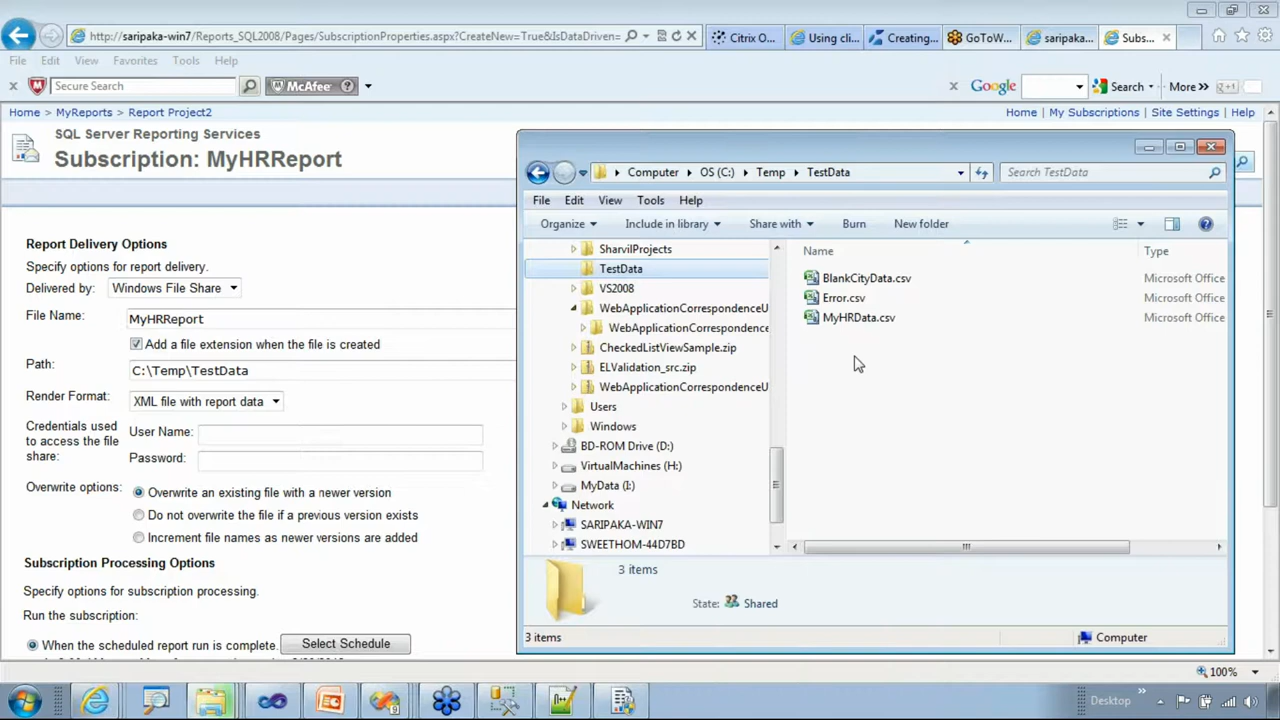 http://saripaka-win7/Reports_SQL2008/Pages/SubscriptionProperties.aspx?CreateNew=True&IsDataDriven=
Citrix O...
Using cli...
Creating...
GoToW...
saripaka...
Subs...
File Edit View Favorites Tools Help
Secure Search
McAfee
Google
Search
More »
g+1
Home > MyReports > Report Project2
Home | My Subscriptions | Site Settings | Help
SQL Server Reporting Services
Subscription: MyHRReport
Report Delivery Options
Specify options for report delivery.
Delivered by: Windows File Share
File Name: MyHRReport
Add a file extension when the file is created
Path: C:\Temp\TestData
Render Format: XML file with report data
Credentials used
to access the file
share:
User Name:
Password:
Overwrite options:
Overwrite an existing file with a newer version
Do not overwrite the file if a previous version exists
Increment file names as newer versions are added
Subscription Processing Options
Specify options for subscription processing.
Run the subscription:
When the scheduled report run is complete. Select Schedule
Computer OS (C:) Temp TestData
Search TestData
File Edit View Tools Help
Organize Include in library Share with Burn New folder
SharvilProjects
TestData
VS2008
WebApplicationCorrespondenceU
WebApplicationCorrespondence
CheckedListViewSample.zip
ELValidation_src.zip
WebApplicationCorrespondenceU
Users
Windows
BD-ROM Drive (D:)
VirtualMachines (H:)
MyData (I:)
Network
SARIPAKA-WIN7
SWEETHOM-44D7BD
Name Type
BlankCityData.csv Microsoft Office
Error.csv Microsoft Office
MyHRData.csv Microsoft Office
3 items
State: Shared
3 items
Computer
100%
Desktop